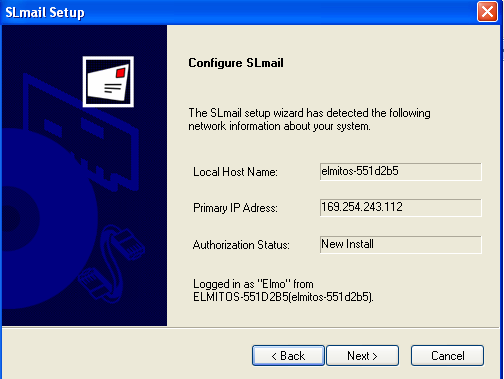 SLmail Setup
Configure SLmail
The SLmail setup wizard has detected the following
network information about your system.
Local Host Name: elmitos-551d2b5
Primary IP Adress: 169.254.243.112
Authorization Status: New Install
Logged in as "Elmo" from
ELMITOS-551D2B5(elmitos-551d2b5).
< Back Next > Cancel